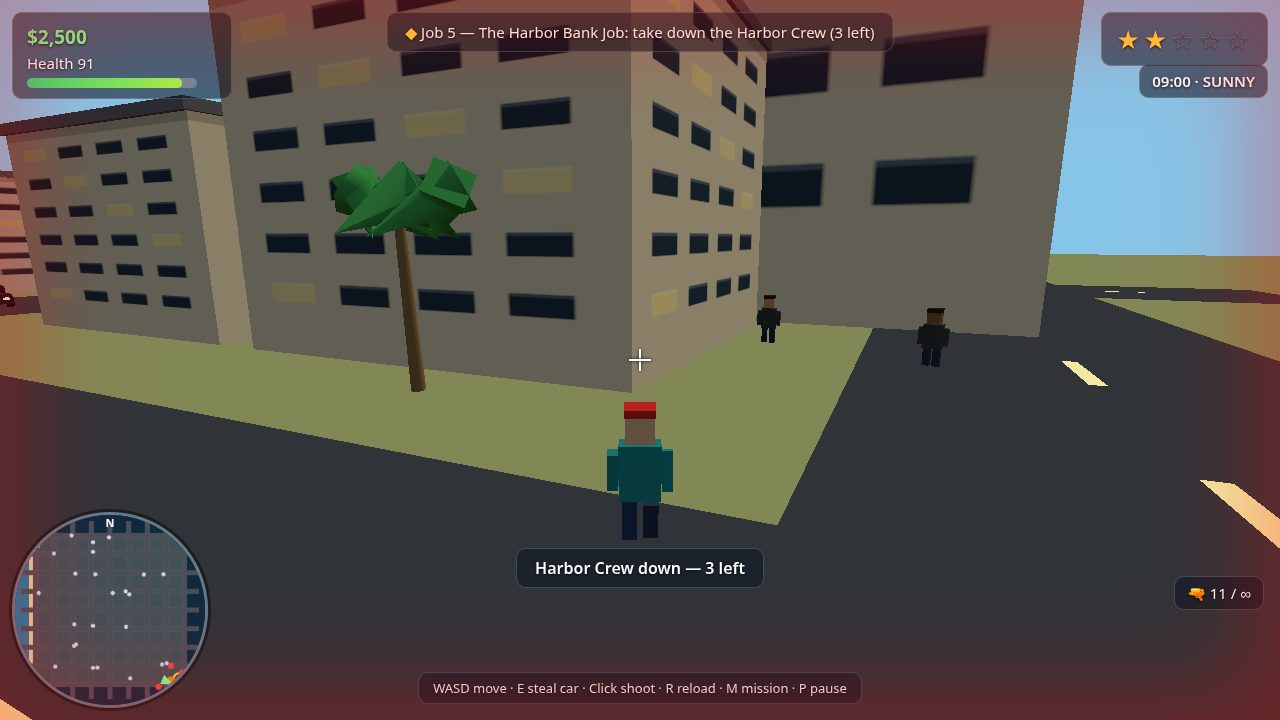 $2,500
Health 91
◆ Job 5 — The Harbor Bank Job: take down the Harbor Crew (3 left)
★ ★ ☆ ☆ ☆
09:00 · SUNNY
N
Harbor Crew down — 3 left
11 / ∞
WASD move · E steal car · Click shoot · R reload · M mission · P pause